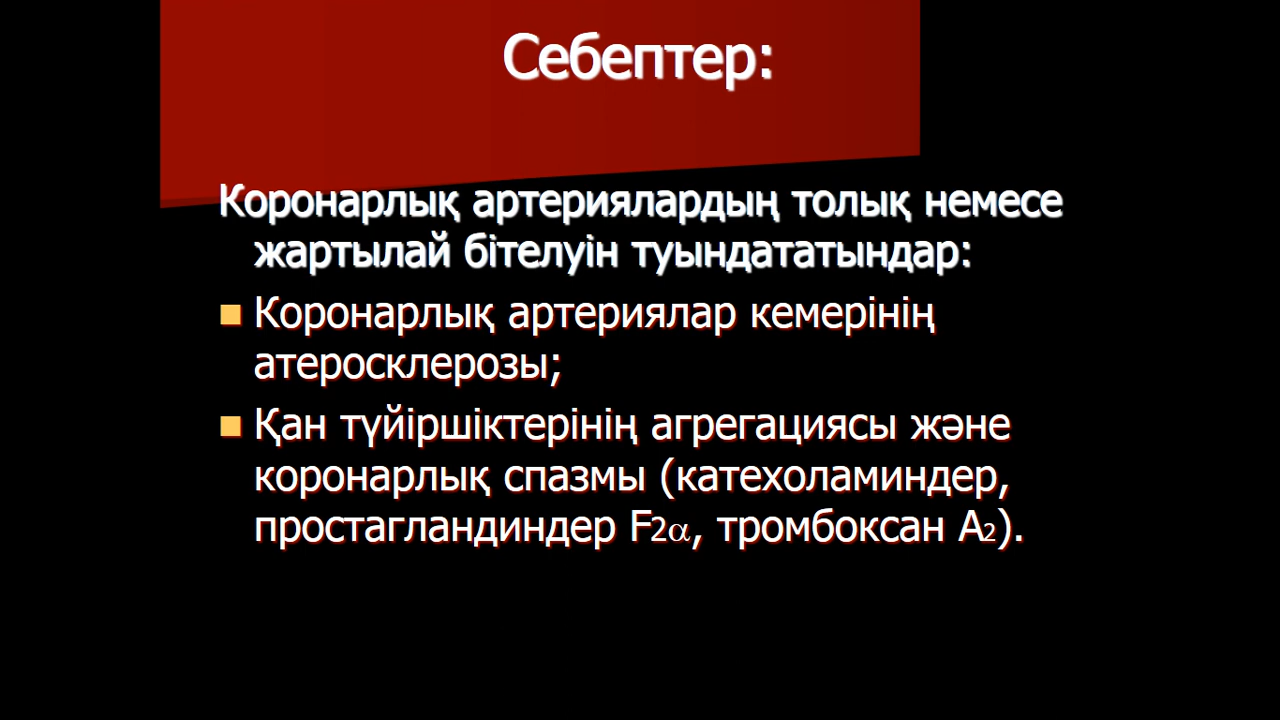 Себептер:
Коронарлық артериялардың толық немесе
жартылай бітелуін туындататындар:
Коронарлық артериялар кемерінің
атеросклерозы;
Қан түйіршіктерінің агрегациясы және
коронарлық спазмы (катехоламиндер,
простагландиндер F2α, тромбоксан А2).